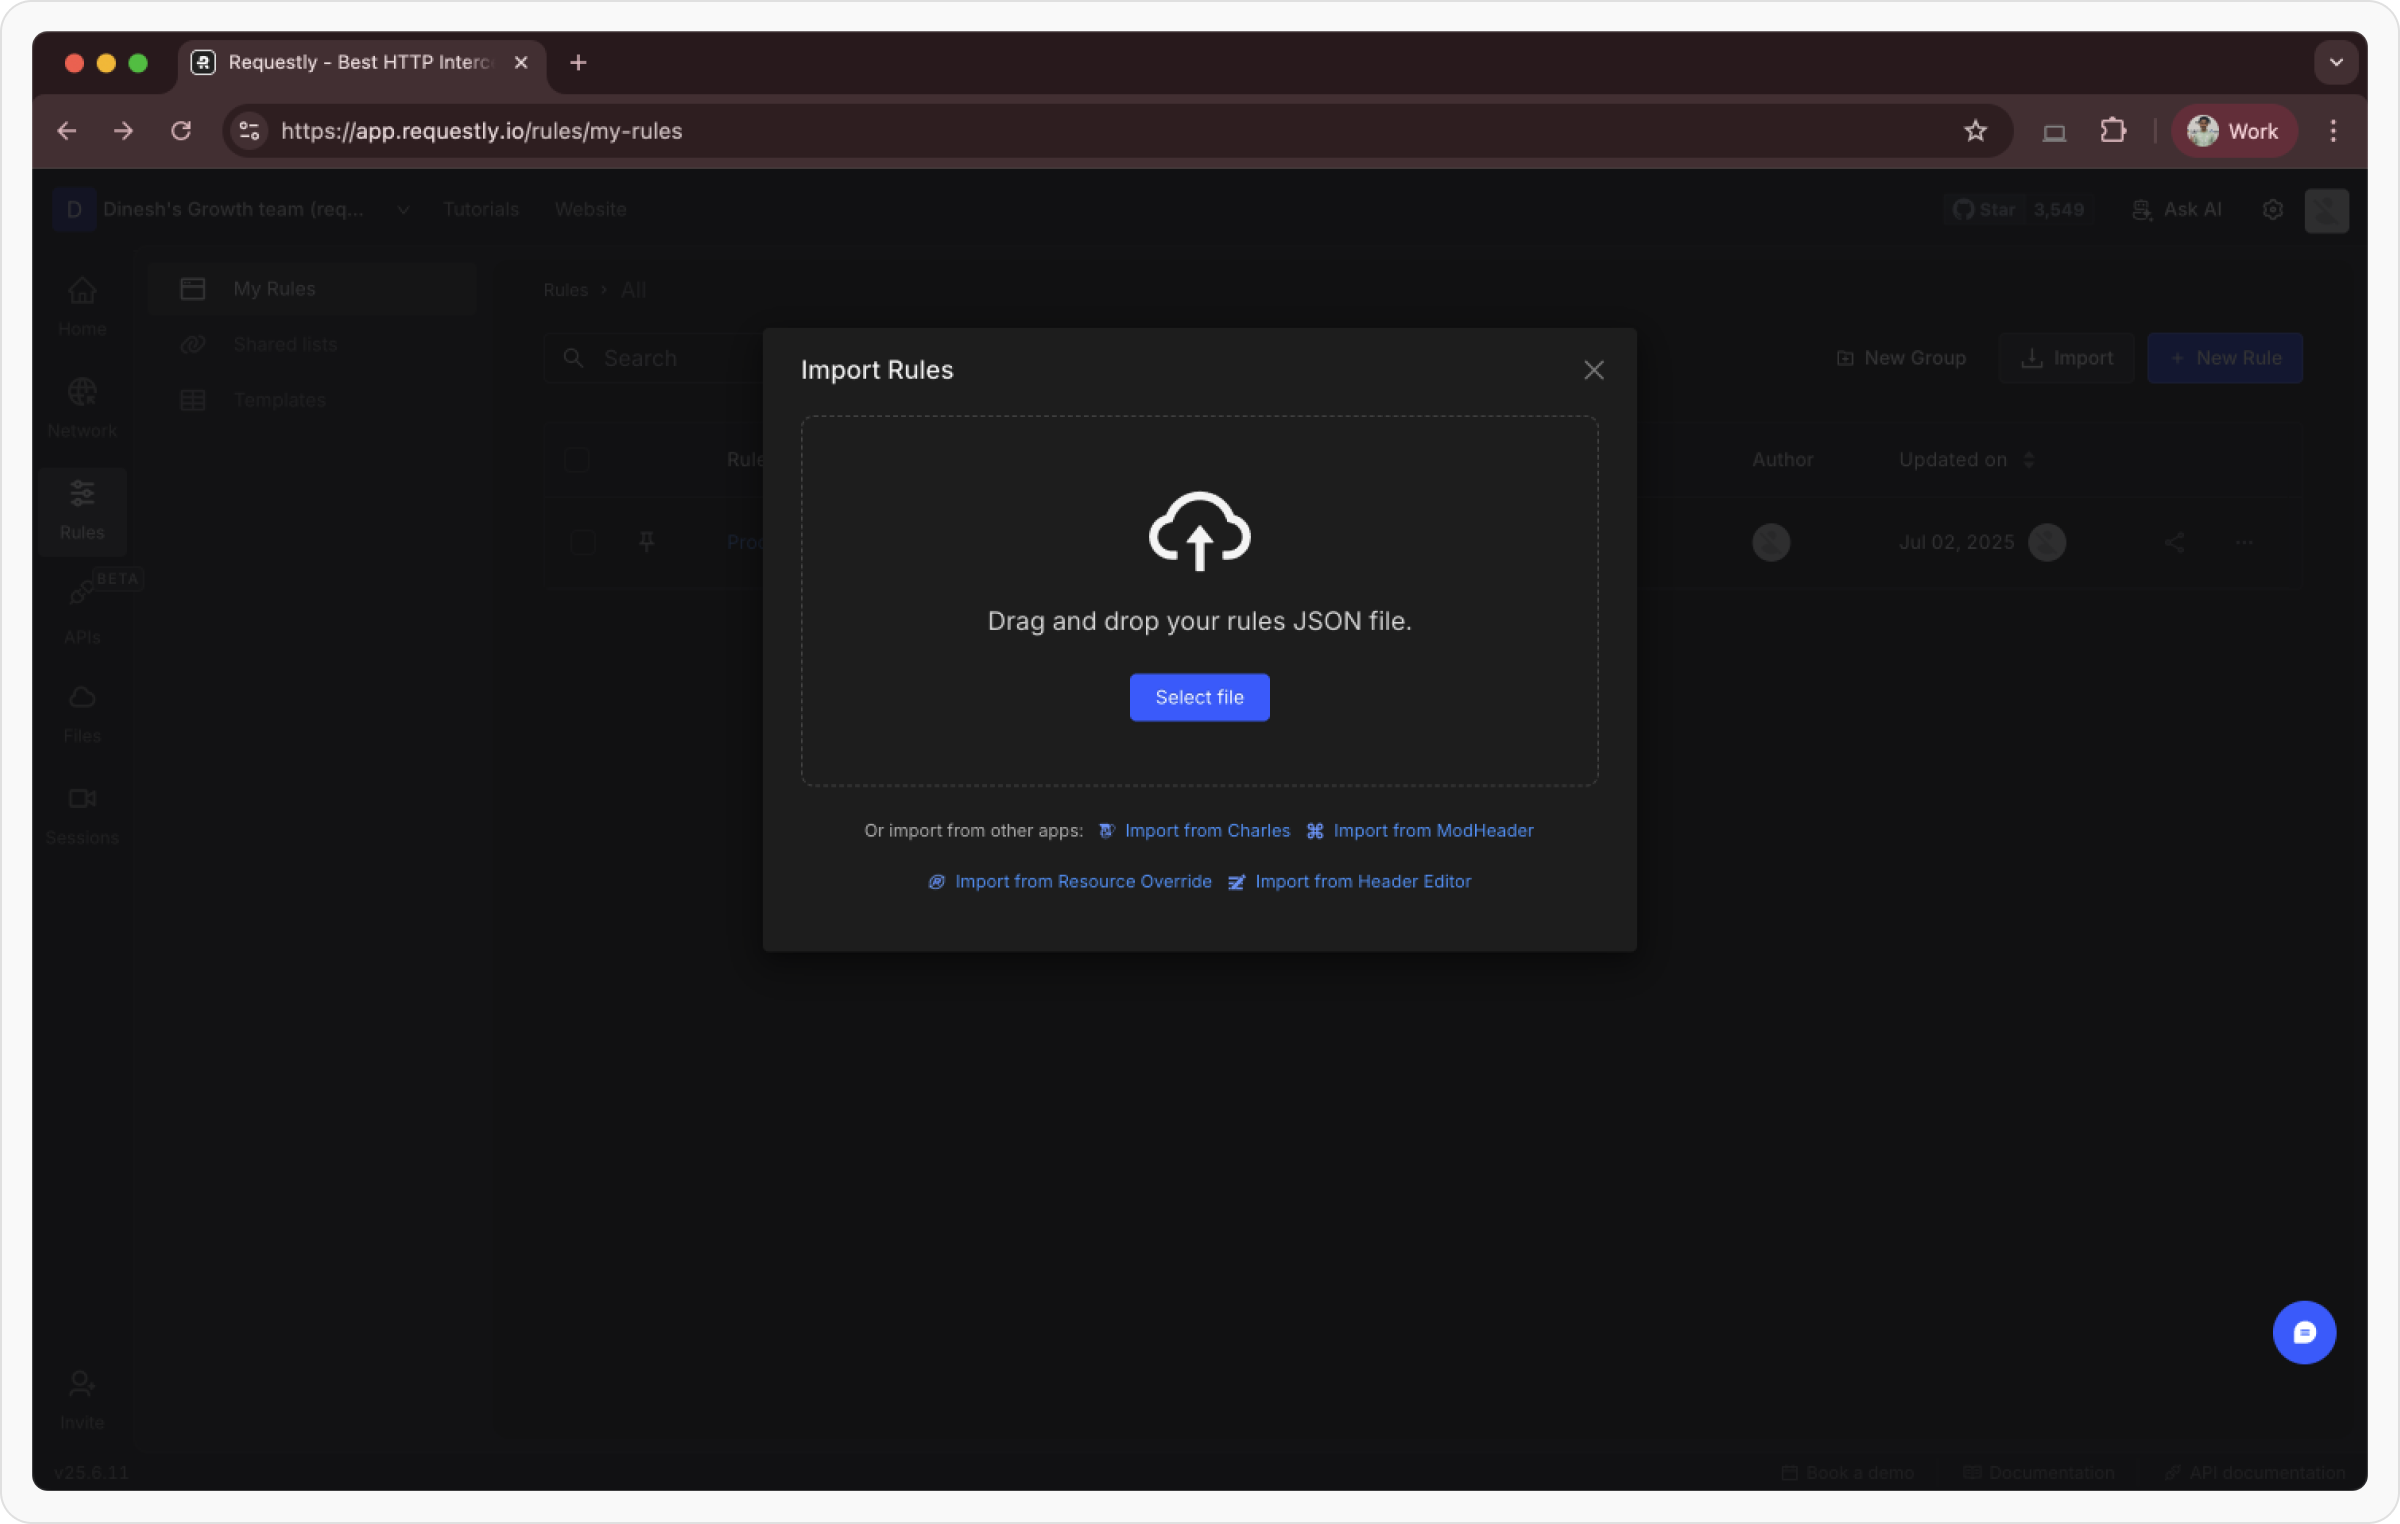 Requestly - Best HTTP Interc
https://app.requestly.io/rules/my-rules
Work
D
Dinesh's Growth team (req...
Tutorials
Website
Star
3,549
Ask AI
My Rules
Shared lists
Templates
Home
Network
Rules
BETA
APIs
Files
Sessions
Invite
v25.6.11
Rules > All
Search
New Group
Import
+ New Rule
Rule
Author
Updated on
Jul 02, 2025
Import Rules
Drag and drop your rules JSON file.
Select file
Or import from other apps: Import from Charles Import from ModHeader
Import from Resource Override Import from Header Editor
Book a demo
Documentation
API documentation